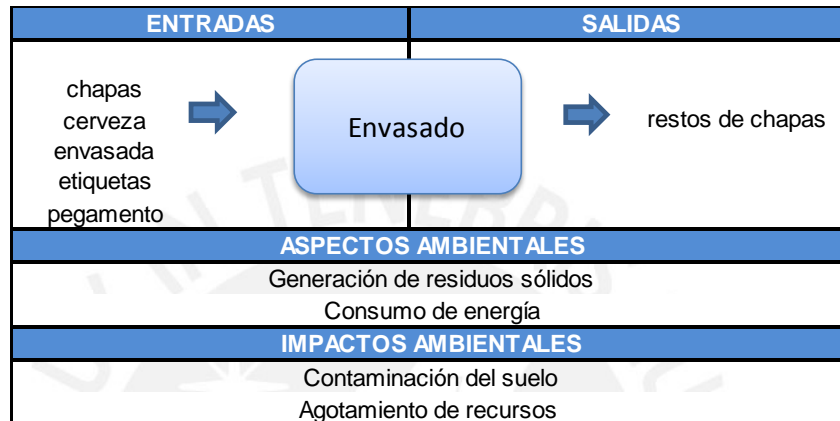 ENTRADAS
SALIDAS
chapas
cerveza
envasada
etiquetas
pegamento
Envasado
restos de chapas
ASPECTOS AMBIENTALES
Generación de residuos sólidos
Consumo de energía
IMPACTOS AMBIENTALES
Contaminación del suelo
Agotamiento de recursos